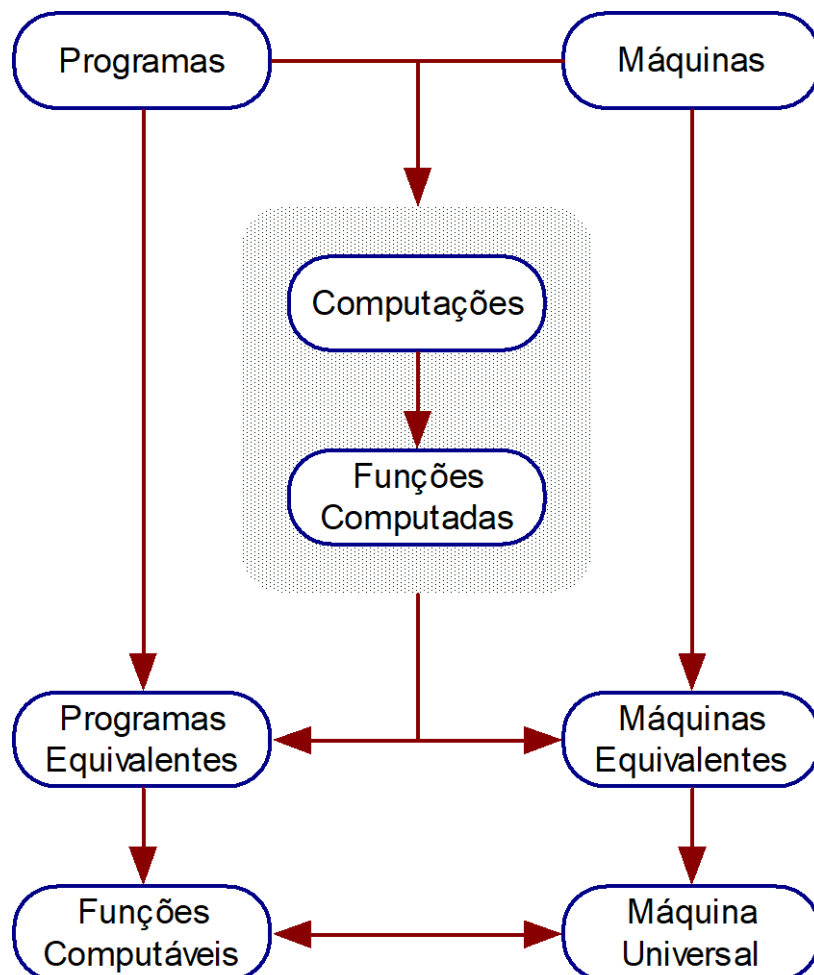 Programas
Máquinas
Computações
Funções
Computadas
Programas
Equivalentes
Máquinas
Equivalentes
Funções
Computáveis
Máquina
Universal